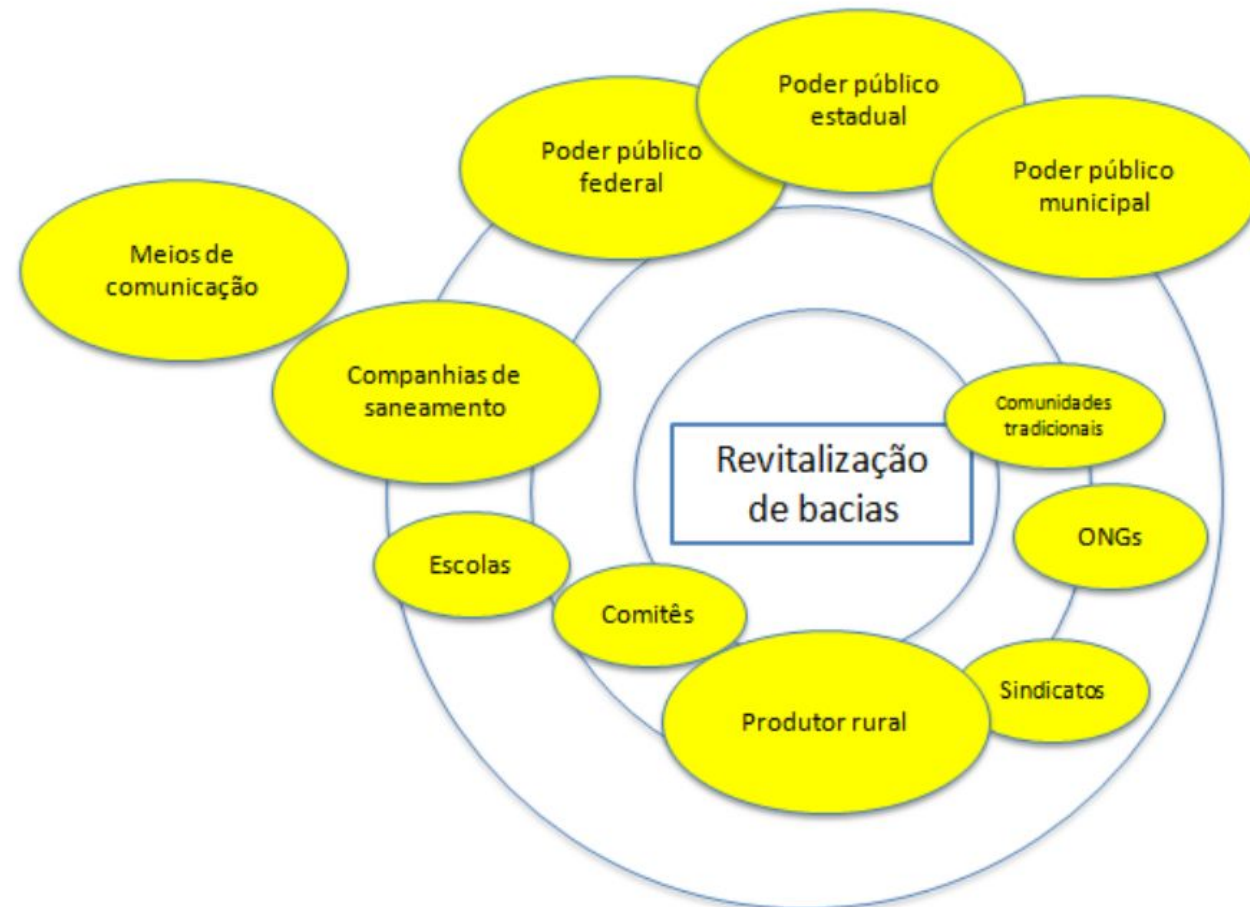 Poder público
estadual
Poder público
federal
Poder público
municipal
Meios de
comunicação
Companhias de
saneamento
Comunidades
tradicionais
Revitalização
de bacias
ONGs
Escolas
Comitês
Sindicatos
Produtor rural